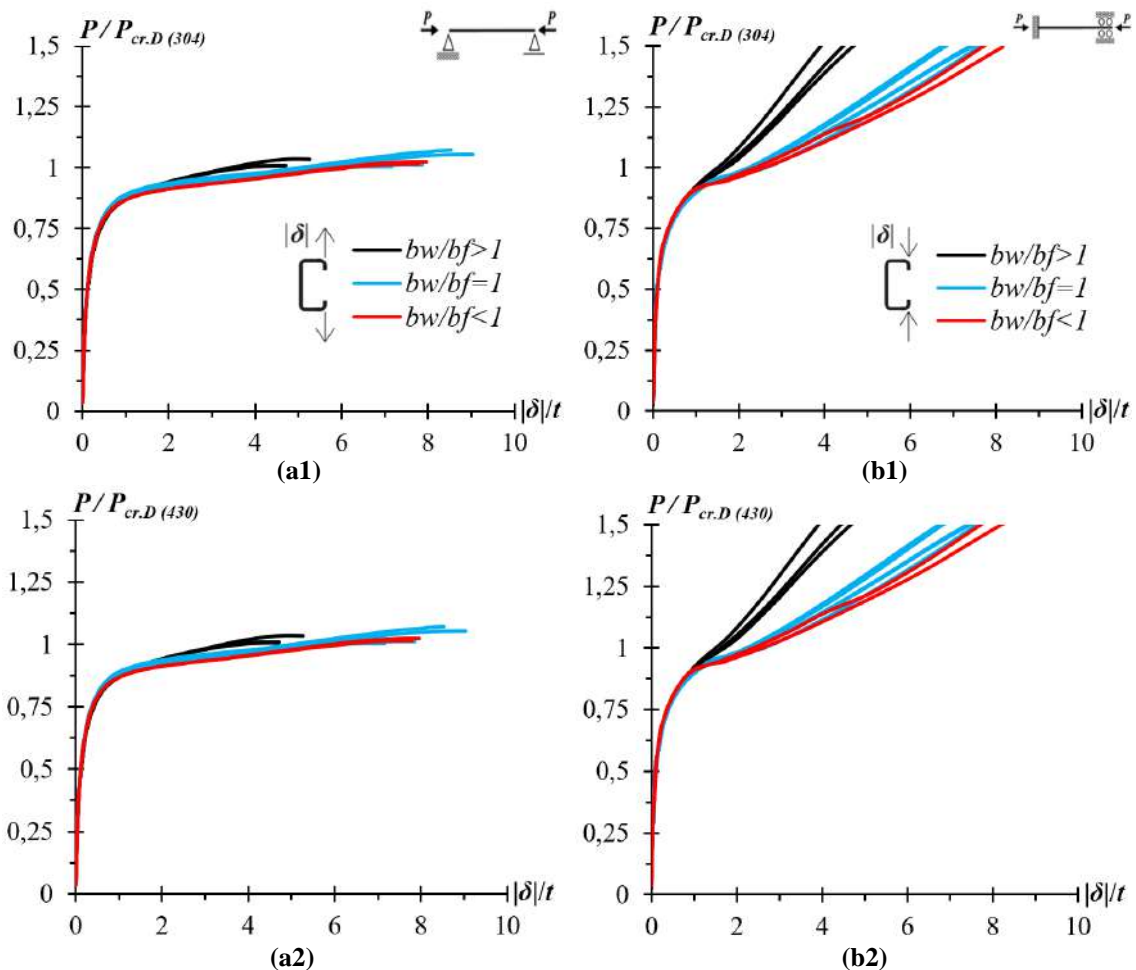 P / P cr.D (304)
P
P
1,5
1,25
1
0,75
0,5
0,25
0
|δ|
bw/bf>1
bw/bf=1
bw/bf<1
0 2 4 6 8 10
|δ|/t
(a1)
P / P cr.D (304)
P
P
1,5
1,25
1
0,75
0,5
0,25
0
|δ|
bw/bf>1
bw/bf=1
bw/bf<1
0 2 4 6 8 10
|δ|/t
(b1)
P / P cr.D (430)
1,5
1,25
1
0,75
0,5
0,25
0
0 2 4 6 8 10
|δ|/t
(a2)
P / P cr.D (430)
1,5
1,25
1
0,75
0,5
0,25
0
0 2 4 6 8 10
|δ|/t
(b2)